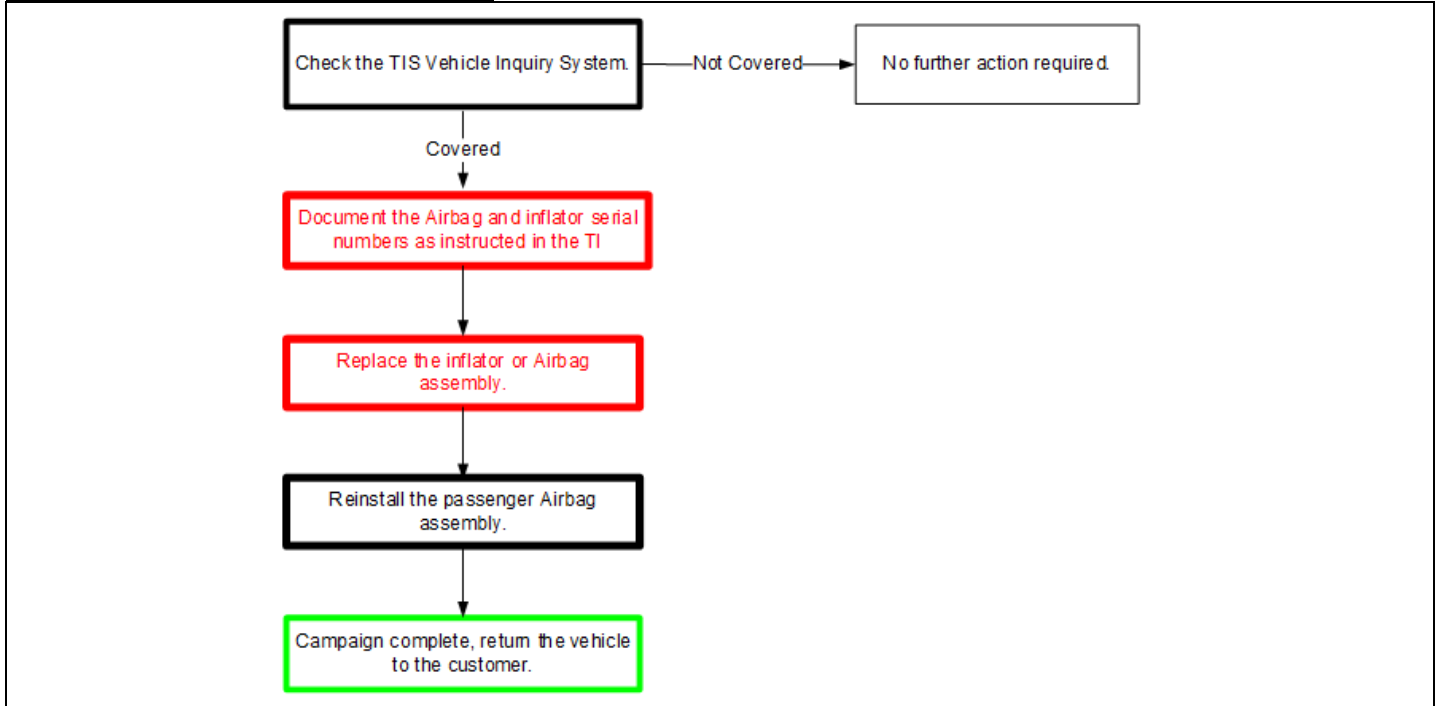 Check the TIS Vehicle Inquiry System.
Not Covered
No further action required.
Covered
Document the Airbag and inflator serial
numbers as instructed in the TI
Replace the inflator or Airbag
assembly.
Reinstall the passenger Airbag
assembly.
Campaign complete, return the vehicle
to the customer.